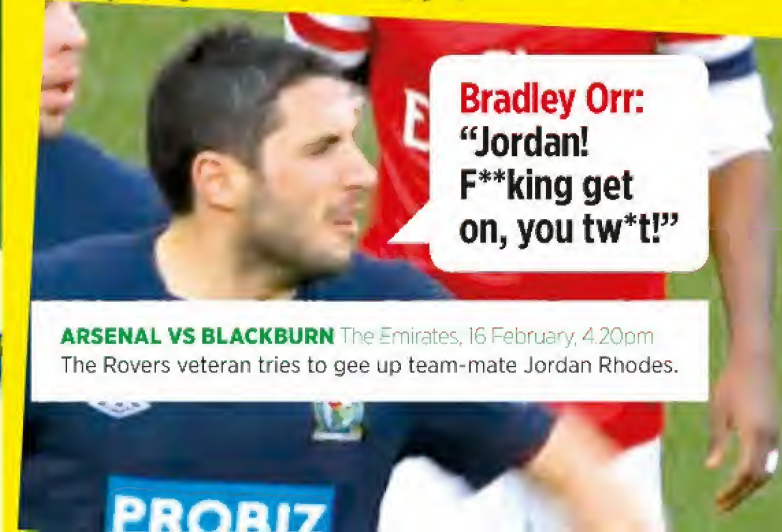 Bradley Orr:
“Jordan!
F**king get
on, you tw*t!”
ARSENAL VS BLACKBURN The Emirates, 16 February, 4.20pm
The Rovers veteran tries to gee up team-mate Jordan Rhodes.
PROBIZ